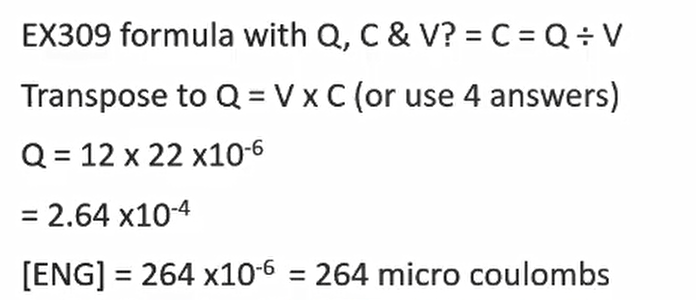 EX309 formula with Q, C & V? = C = Q ÷ V
Transpose to Q = V x C (or use 4 answers)
Q = 12 x 22 x10⁻⁶
= 2.64 x10⁻⁴
[ENG] = 264 x10⁻⁶ = 264 micro coulombs